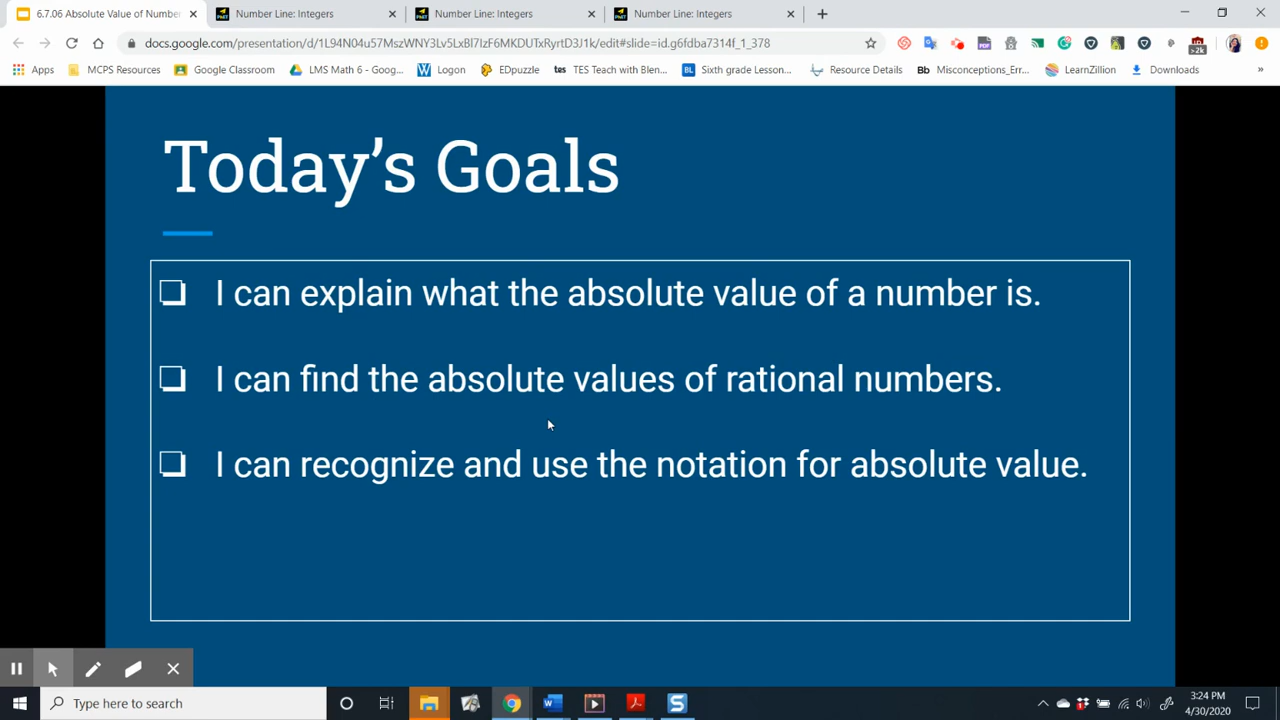 6.7.06 Absolute Value of Number
Number Line: Integers
Number Line: Integers
Number Line: Integers
docs.google.com/presentation/d/1L94N04u57MszWNY3Lv5LxBl7IzF6MKDUTxRyrtD3J1k/edit#slide=id.g6fdba7314f_1_378
Apps
MCPS Resources
Google Classroom
LMS Math 6 - Goog...
Logon
EDpuzzle
TES Teach with Blen...
Sixth grade Lesson...
Resource Details
Misconceptions_Err...
LearnZillion
Downloads
Today's Goals
❏ I can explain what the absolute value of a number is.
❏ I can find the absolute values of rational numbers.
❏ I can recognize and use the notation for absolute value.
Type here to search
3:24 PM
4/30/2020